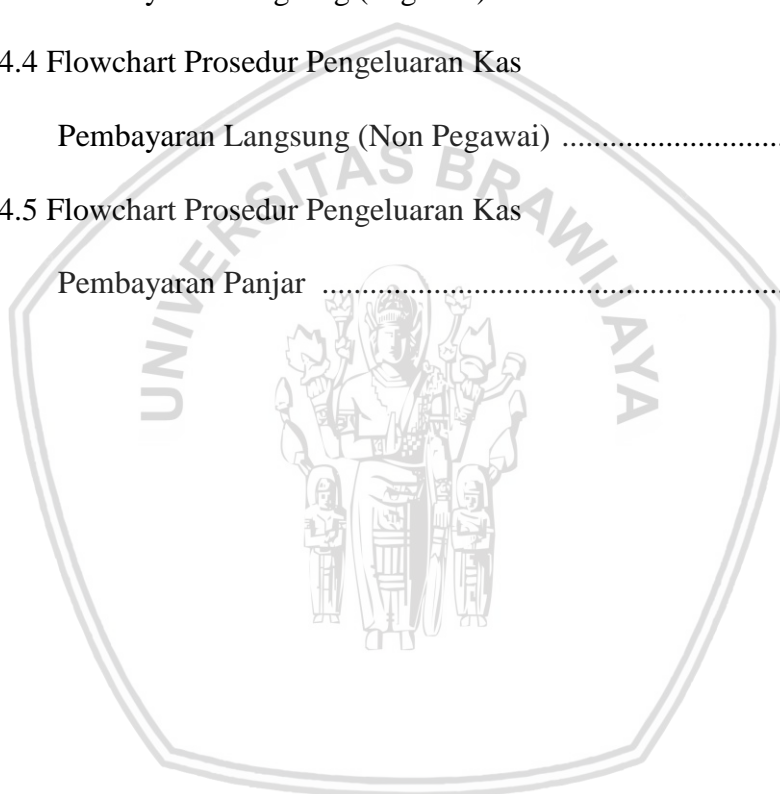 4.4 Flowchart Prosedur Pengeluaran Kas
Pembayaran Langsung (Non Pegawai) ............................
4.5 Flowchart Prosedur Pengeluaran Kas
Pembayaran Panjar .........................................................
UNIVERSITAS BRAWIJAYA